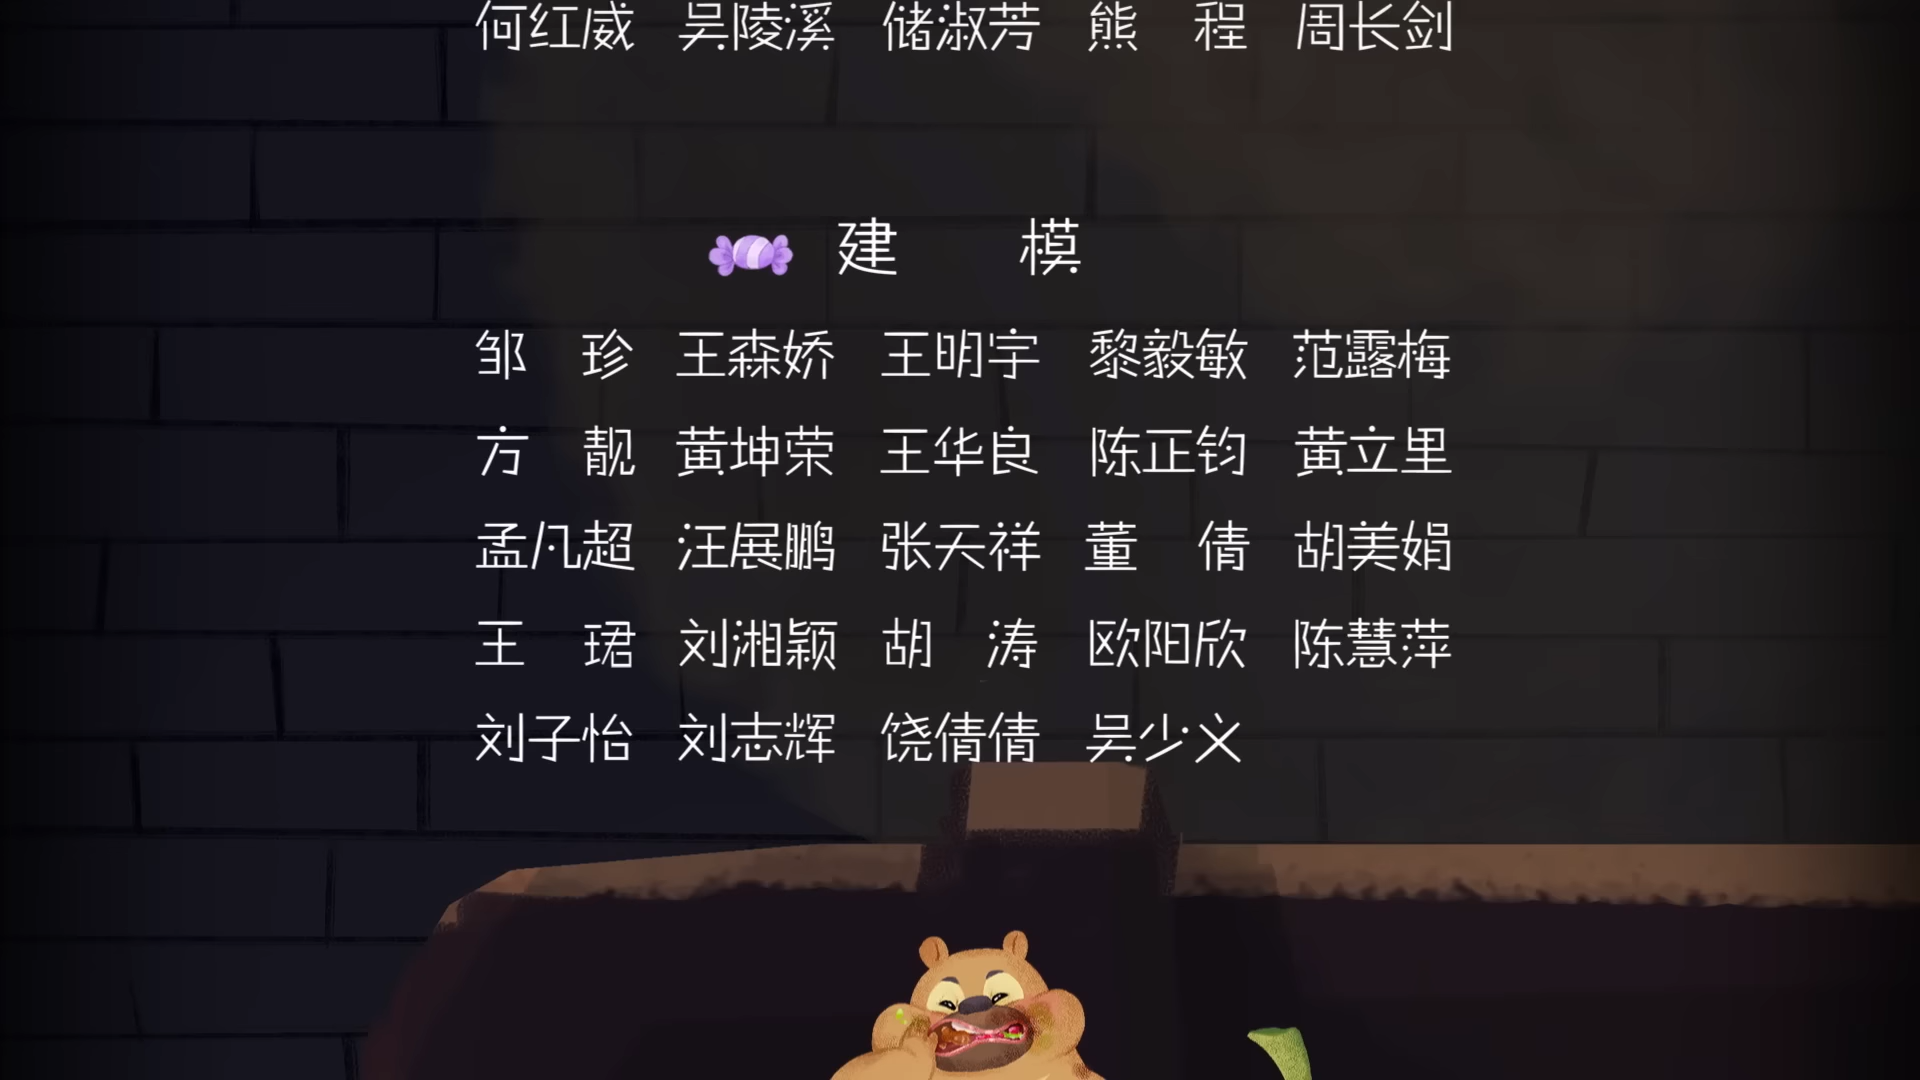 何红威 吴陵溪 储淑芳 熊 程 周长剑
建 模
邹 珍 王森娇 王明宇 黎毅敏 范露梅
方 靓 黄坤荣 王华良 陈正钧 黄立里
孟凡超 汪展鹏 张天祥 董 倩 胡美娟
王 珺 刘湘颖 胡 涛 欧阳欣 陈慧萍
刘子怡 刘志辉 饶倩倩 吴少义